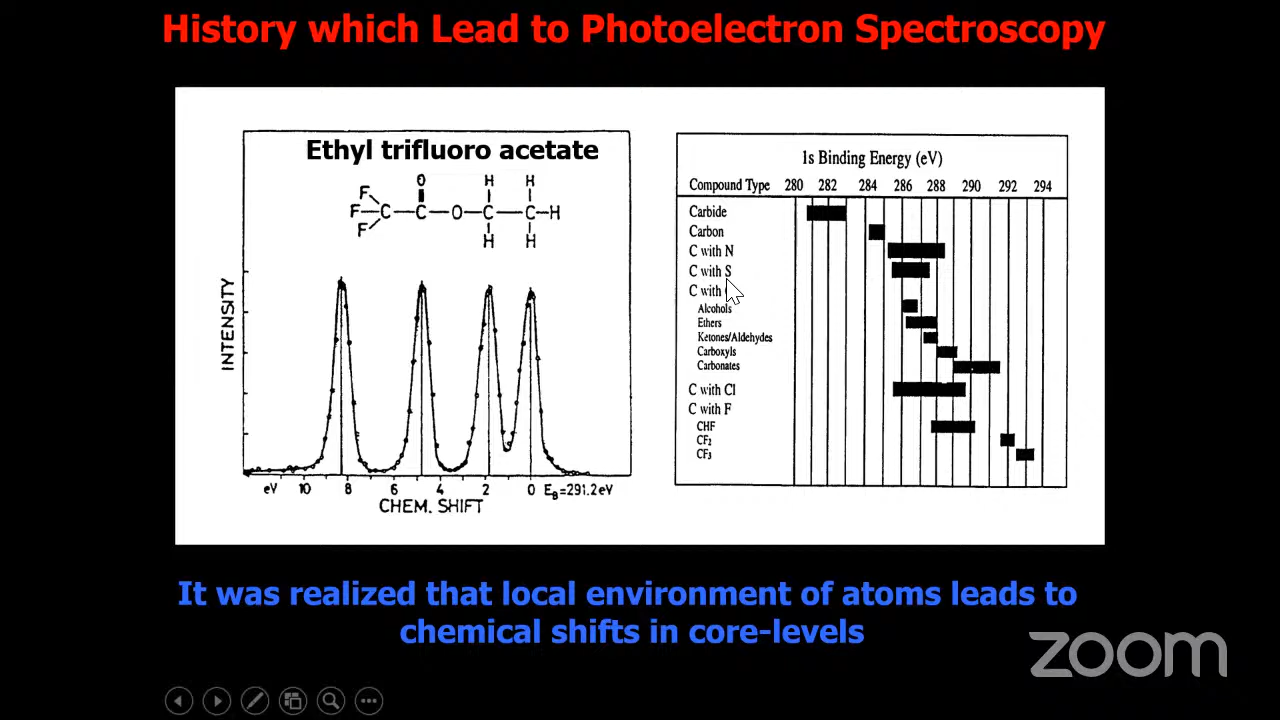 History which Lead to Photoelectron Spectroscopy
Ethyl trifluoro acetate
O H H
F
F C C O C C H
F
H H
INTENSITY
eV 10 8 6 4 2 0 E_B=291.2eV
CHEM. SHIFT
1s Binding Energy (eV)
Compound Type 280 282 284 286 288 290 292 294
Carbide
Carbon
C with N
C with S
C with
Alcohols
Ethers
Ketones/Aldehydes
Carboxyls
Carbonates
C with Cl
C with F
CHF
CF₂
CF₃
It was realized that local environment of atoms leads to
chemical shifts in core-levels
zoom